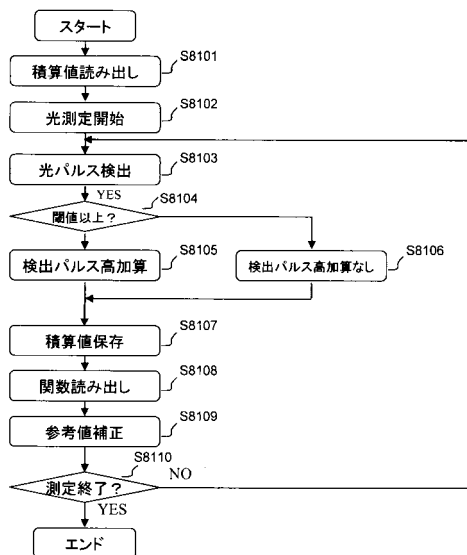 スタート
S8101
積算値読み出し
S8102
光測定開始
S8103
光パルス検出
YES
S8104
閾値以上?
S8105
検出パルス高加算
S8106
検出パルス高加算なし
S8107
積算値保存
S8108
関数読み出し
S8109
参考値補正
S8110
測定終了?
NO
YES
エンド